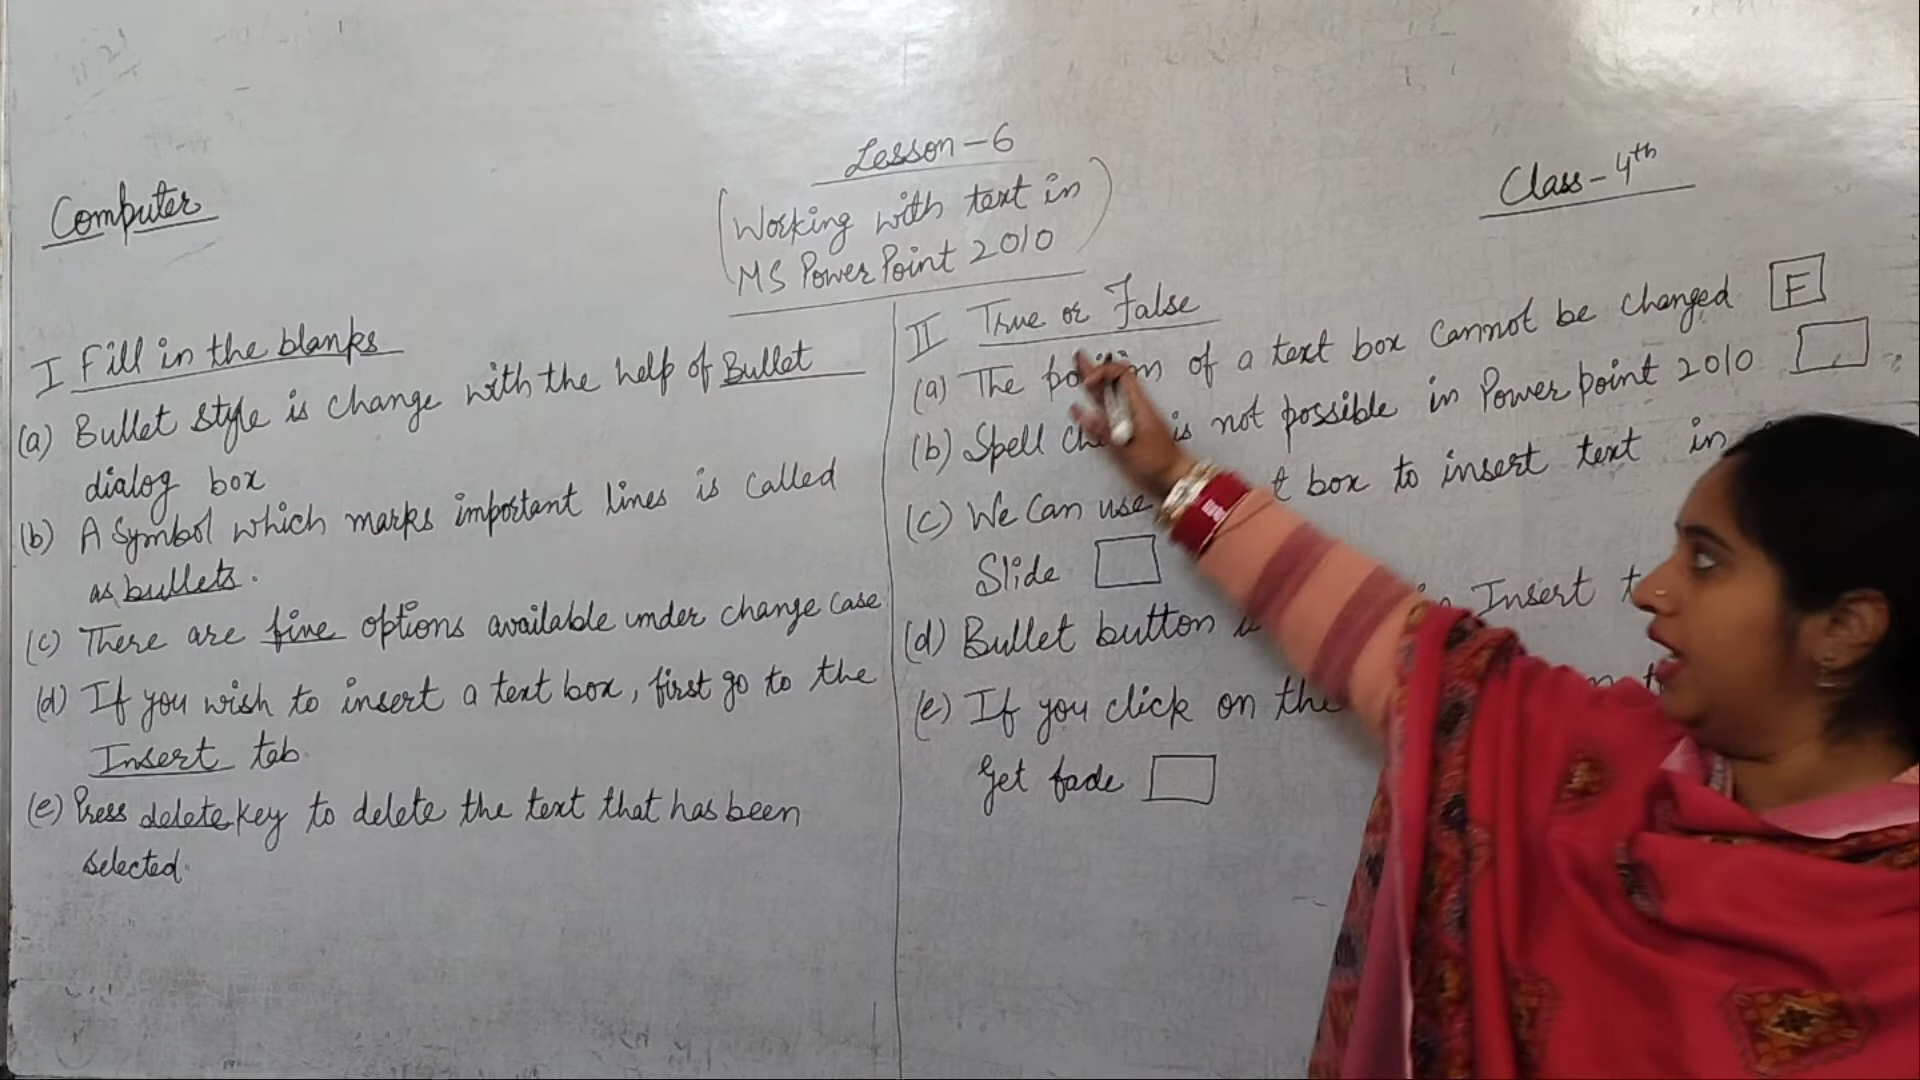 Computer
Lesson-6
(Working with text in
MS PowerPoint 2010)
Class-4th
I Fill in the blanks
(a) Bullet style is change with the help of Bullet
dialog box
(b) A Symbol which marks important lines is called
as bullets.
(c) There are five options available under change case
(d) If you wish to insert a text box, first go to the
Insert tab
(e) Press delete key to delete the text that has been
selected.
II True or False
(a) The of a text box cannot be changed F
(b) Spell is not possible in Powerpoint 2010
(c) We can use box to insert text in
Slide
(d) Bullet button Insert
(e) If you click on the
get fade